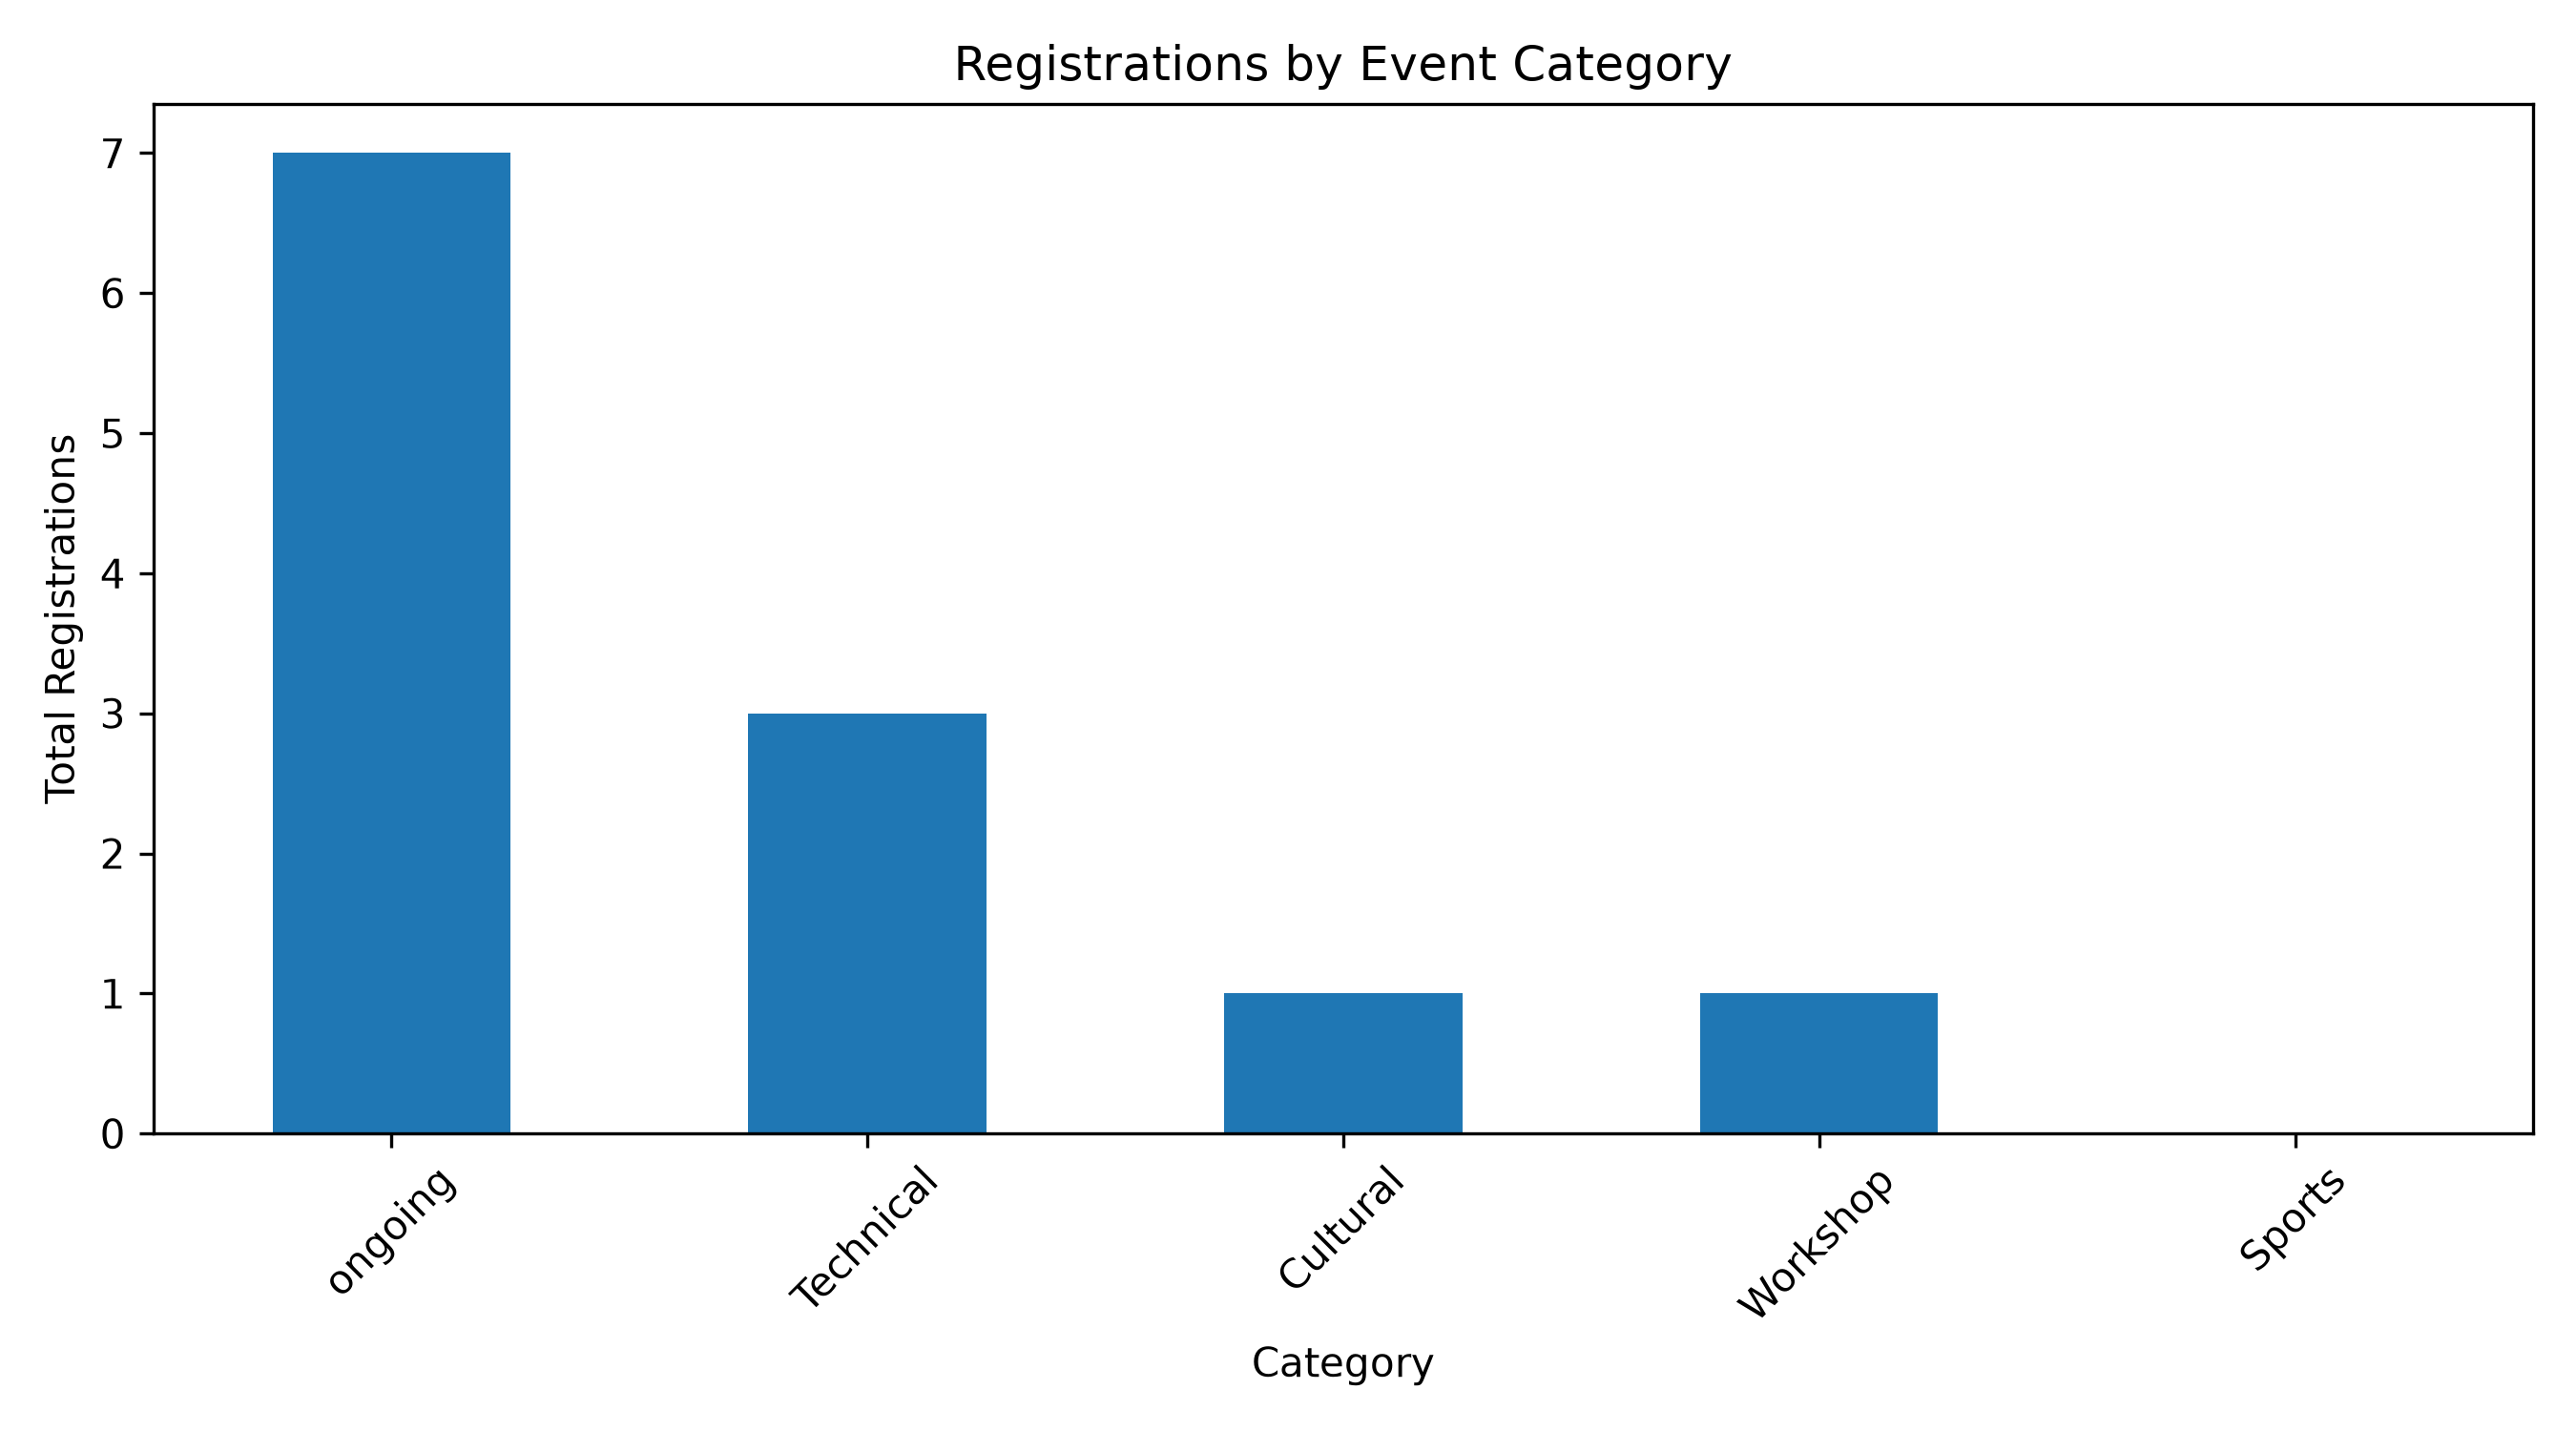 Registrations by Event Category
Total Registrations
7
6
5
4
3
2
1
0
ongoing
Technical
Cultural
Workshop
Sports
Category